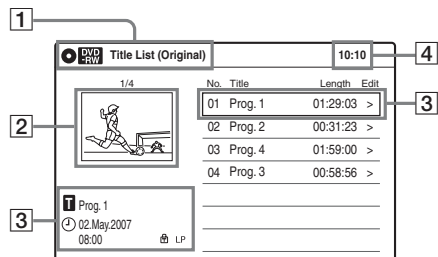 1
DVD -RW Title List (Original) 10:10 4
1/4 No. Title Length Edit
01 Prog. 1 01:29:03 > 3
2
02 Prog. 2 00:31:23 >
03 Prog. 4 01:59:00 >
04 Prog. 3 00:58:56 >
T Prog. 1
3 02.May.2007
08:00 LP